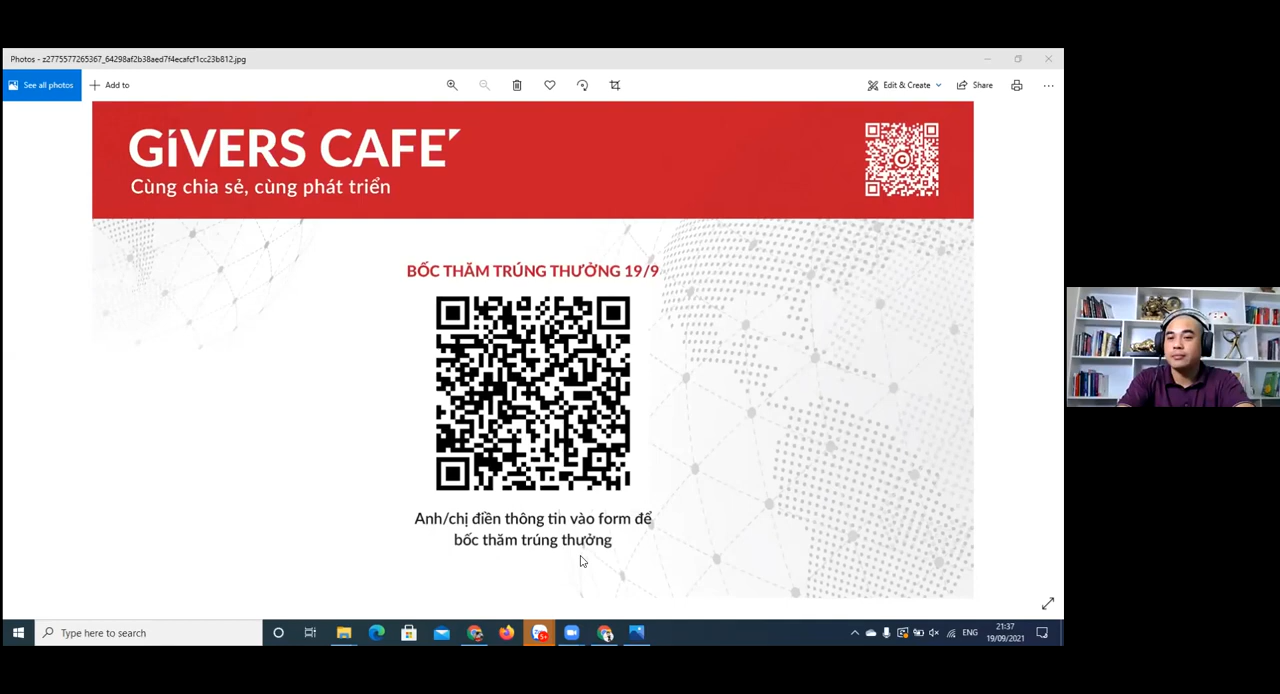 Photos - z2775577265367_64298af2b38aed7f4ecafcf1cc23b812.jpg
See all photos
Add to
Edit & Create
Share
GíVERS CAFE´
Cùng chia sẻ, cùng phát triển
G
BỐC THĂM TRÚNG THƯỞNG 19/9
Anh/chị điền thông tin vào form để
bốc thăm trúng thưởng
Type here to search
5+
ENG
21:37
19/09/2021